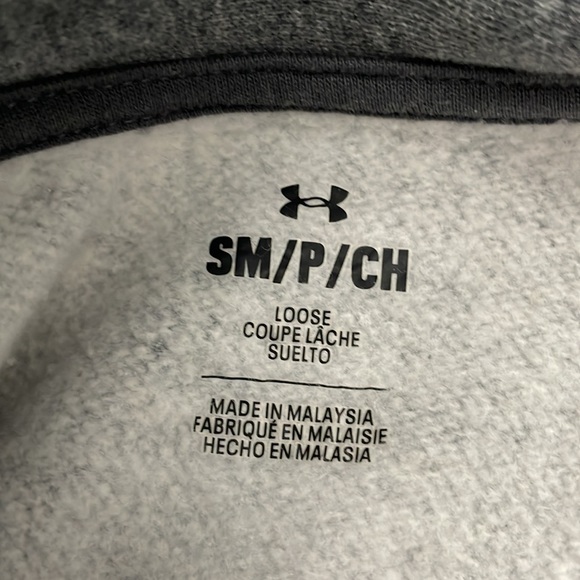 SM/P/CH
LOOSE
COUPE LÂCHE
SUELTO
MADE IN MALAYSIA
FABRIQUÉ EN MALAISIE
HECHO EN MALASIA